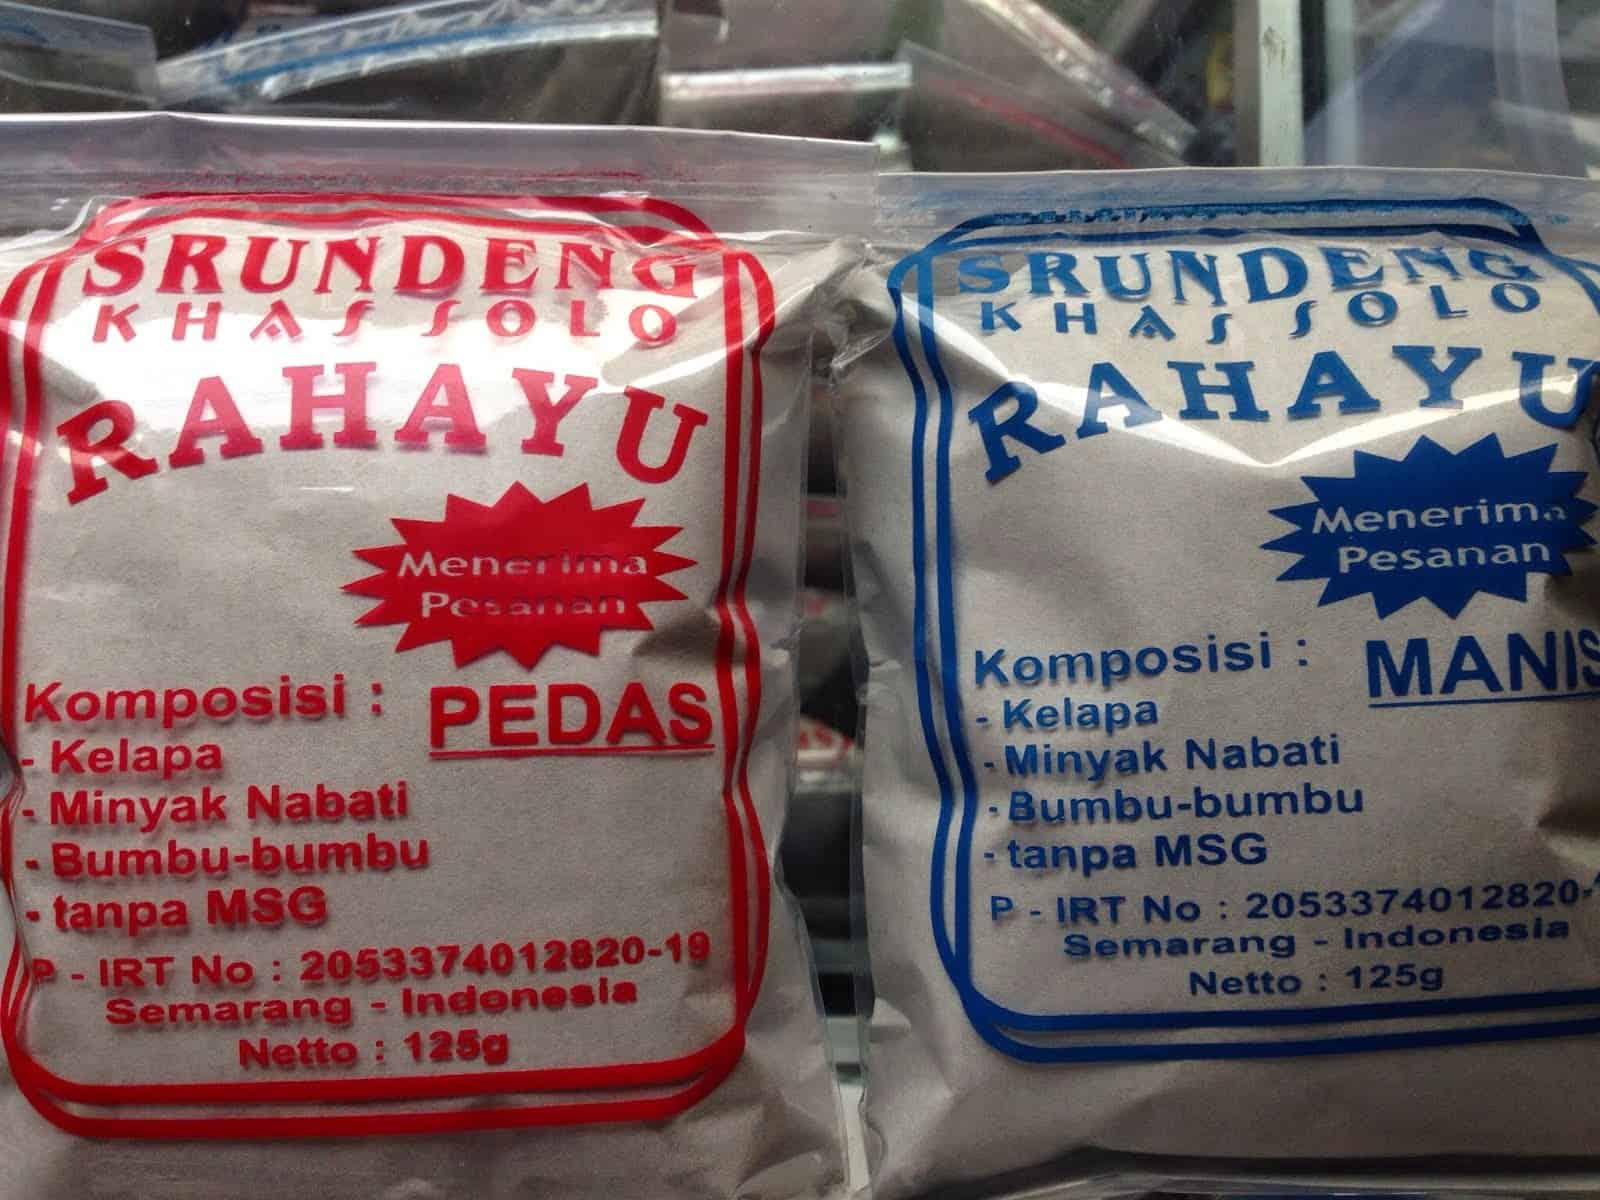 SRUNDENG
KHAS SOLO
RAHAYU
Menerima
Pesanan
Komposisi :
PEDAS
- Kelapa
- Minyak Nabati
- Bumbu-bumbu
- tanpa MSG
P - IRT No : 2053374012820-19
Semarang - Indonesia
Netto : 125g
SRUNDENG
KHAS SOLO
RAHAYU
Menerima
Pesanan
Komposisi :
MANIS
- Kelapa
- Minyak Nabati
- Bumbu-bumbu
- tanpa MSG
P - IRT No : 2053374012820-
Semarang - Indonesia
Netto : 125g